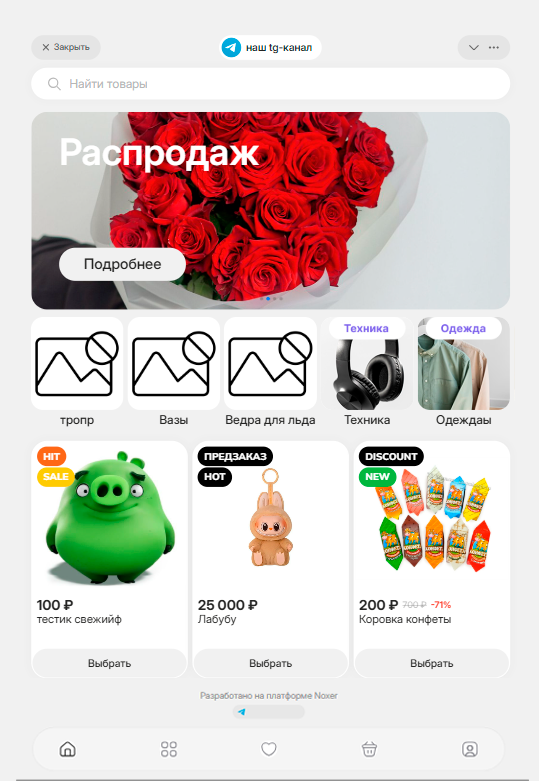 Закрыть
наш tg-канал
Найти товары
Распродаж
Подробнее
Техника
Одежда
тропр
Вазы
Ведра для льда
Техника
Одеждаы
HIT
SALE
ПРЕДЗАКАЗ
HOT
DISCOUNT
NEW
100 ₽
тестик свежийф
25 000 ₽
Лабубу
200 ₽ 700 ₽ -71%
Коровка конфеты
Выбрать
Выбрать
Выбрать
Разработано на платформе Noxer